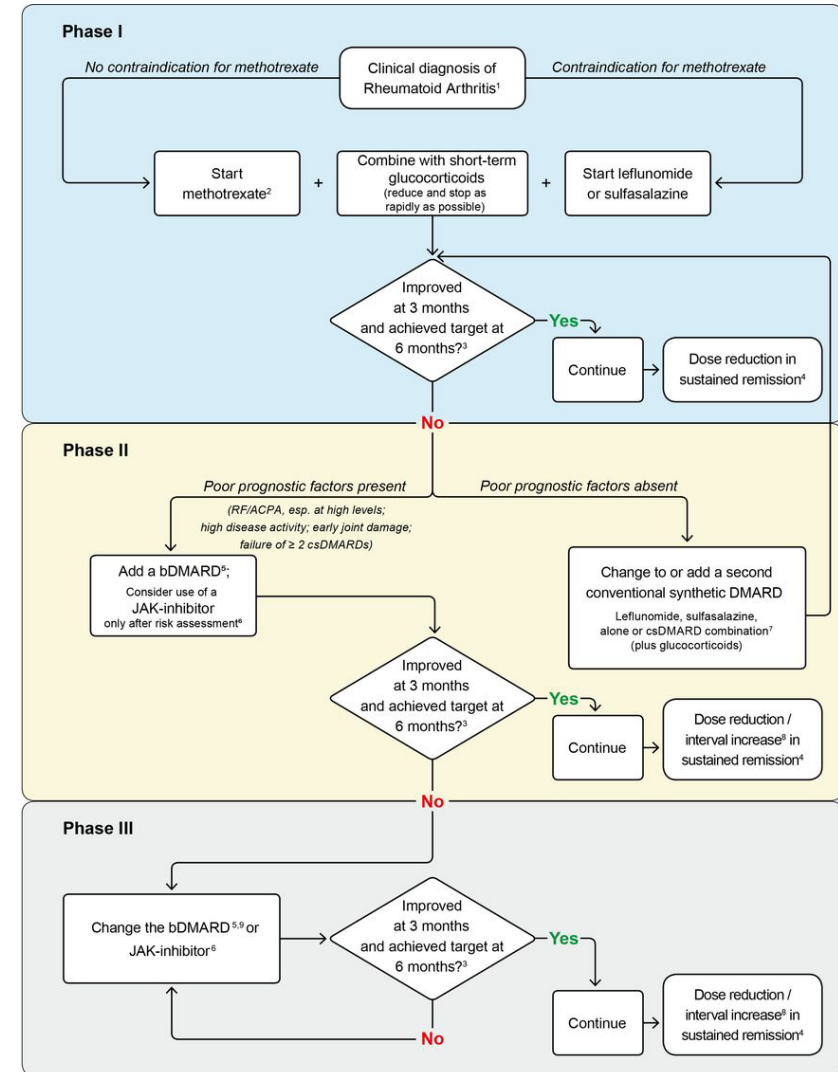 Phase I
No contraindication for methotrexate
Clinical diagnosis of
Rheumatoid Arthritis¹
Contraindication for methotrexate
Start
methotrexate²
+
Combine with short-term
glucocorticoids
(reduce and stop as
rapidly as possible)
+
Start leflunomide
or sulfasalazine
Improved
at 3 months
and achieved target at
6 months?³
Yes
Continue
Dose reduction in
sustained remission⁴
No
Phase II
Poor prognostic factors present
(RF/ACPA, esp. at high levels;
high disease activity; early joint damage;
failure of ≥ 2 csDMARDs)
Poor prognostic factors absent
Add a bDMARD⁵;
Consider use of a
JAK-inhibitor
only after risk assessment⁶
Change to or add a second
conventional synthetic DMARD
Leflunomide, sulfasalazine,
alone or csDMARD combination⁷
(plus glucocorticoids)
Improved
at 3 months
and achieved target at
6 months?³
Yes
Continue
Dose reduction /
interval increase⁸ in
sustained remission⁴
No
Phase III
Change the bDMARD⁵,⁹ or
JAK-inhibitor⁶
Improved
at 3 months
and achieved target at
6 months?³
Yes
Continue
Dose reduction /
interval increase⁸ in
sustained remission⁴
No